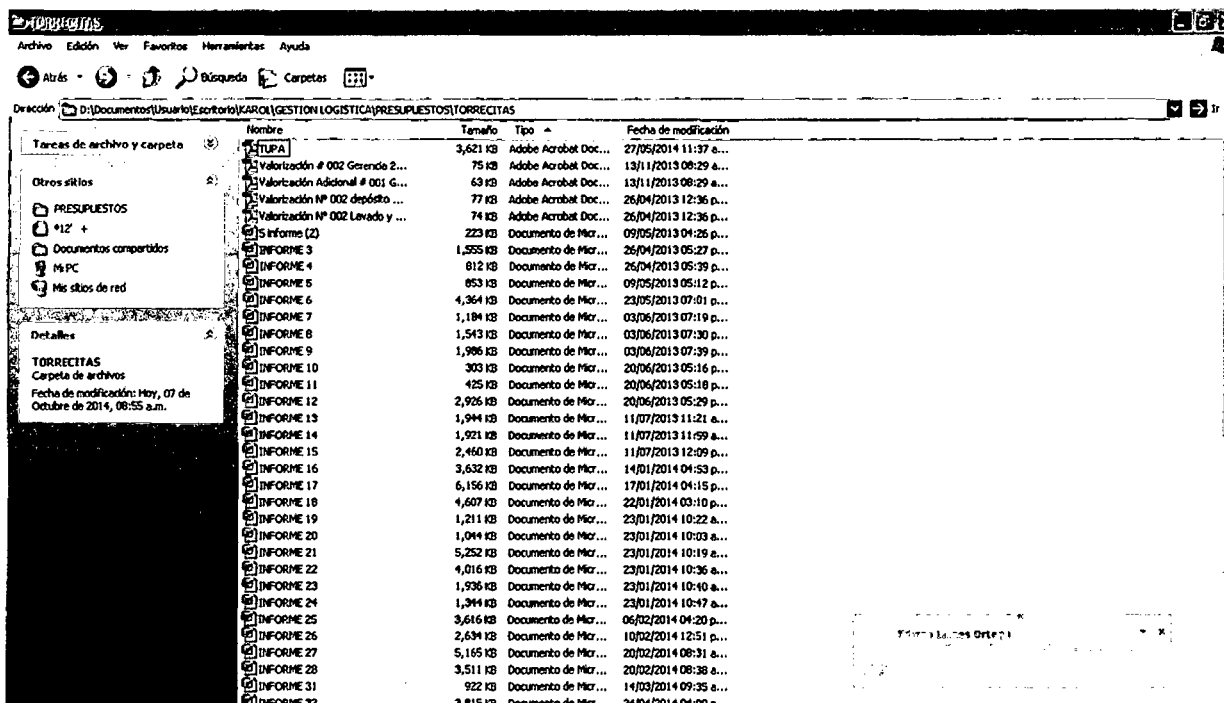 TORRECITAS
Archivo Edición Ver Favoritos Herramientas Ayuda
Atrás Búsqueda Carpetas
Dirección D:\Documentos\Usuario\Escritorio\KAROL\GESTION LOGISTICA\PRESUPUESTOS\TORRECITAS Ir
Tareas de archivo y carpeta
Otros sitios
PRESUPUESTOS
Documentos compartidos
Mi PC
Mis sitios de red
Detalles
TORRECITAS
Carpeta de archivos
Fecha de modificación: Hoy, 07 de
Octubre de 2014, 08:55 a.m.
Nombre Tamaño Tipo Fecha de modificación
TUPA 3,621 KB Adobe Acrobat Doc... 27/05/2014 11:37 a...
Valorización # 002 Gerencia 2... 75 KB Adobe Acrobat Doc... 13/11/2013 08:29 a...
Valorización Adicional # 001 G... 63 KB Adobe Acrobat Doc... 13/11/2013 08:29 a...
Valorización Nº 002 depósito ... 77 KB Adobe Acrobat Doc... 26/04/2013 12:36 p...
Valorización Nº 002 Lavado y ... 74 KB Adobe Acrobat Doc... 26/04/2013 12:36 p...
S Informe (2) 223 KB Documento de Micr... 09/05/2013 04:26 p...
INFORME 3 1,555 KB Documento de Micr... 26/04/2013 05:27 p...
INFORME 4 812 KB Documento de Micr... 26/04/2013 05:39 p...
INFORME 5 853 KB Documento de Micr... 09/05/2013 05:12 p...
INFORME 6 4,364 KB Documento de Micr... 23/05/2013 07:01 p...
INFORME 7 1,184 KB Documento de Micr... 03/06/2013 07:19 p...
INFORME 8 1,543 KB Documento de Micr... 03/06/2013 07:30 p...
INFORME 9 1,986 KB Documento de Micr... 03/06/2013 07:39 p...
INFORME 10 303 KB Documento de Micr... 20/06/2013 05:16 p...
INFORME 11 425 KB Documento de Micr... 20/06/2013 05:18 p...
INFORME 12 2,926 KB Documento de Micr... 20/06/2013 05:29 p...
INFORME 13 1,944 KB Documento de Micr... 11/07/2013 11:21 a...
INFORME 14 1,921 KB Documento de Micr... 11/07/2013 11:59 a...
INFORME 15 2,460 KB Documento de Micr... 11/07/2013 12:09 p...
INFORME 16 3,632 KB Documento de Micr... 14/01/2014 04:53 p...
INFORME 17 6,156 KB Documento de Micr... 17/01/2014 04:15 p...
INFORME 18 4,607 KB Documento de Micr... 22/01/2014 03:10 p...
INFORME 19 1,211 KB Documento de Micr... 23/01/2014 10:22 a...
INFORME 20 1,044 KB Documento de Micr... 23/01/2014 10:03 a...
INFORME 21 5,252 KB Documento de Micr... 23/01/2014 10:19 a...
INFORME 22 4,016 KB Documento de Micr... 23/01/2014 10:36 a...
INFORME 23 1,936 KB Documento de Micr... 23/01/2014 10:40 a...
INFORME 24 1,344 KB Documento de Micr... 23/01/2014 10:47 a...
INFORME 25 3,616 KB Documento de Micr... 06/02/2014 04:20 p...
INFORME 26 2,634 KB Documento de Micr... 10/02/2014 12:51 p...
INFORME 27 5,165 KB Documento de Micr... 20/02/2014 08:31 a...
INFORME 28 3,511 KB Documento de Micr... 20/02/2014 08:38 a...
INFORME 31 922 KB Documento de Micr... 14/03/2014 09:35 a...
INFORME 32 3,815 KB Documento de Micr...